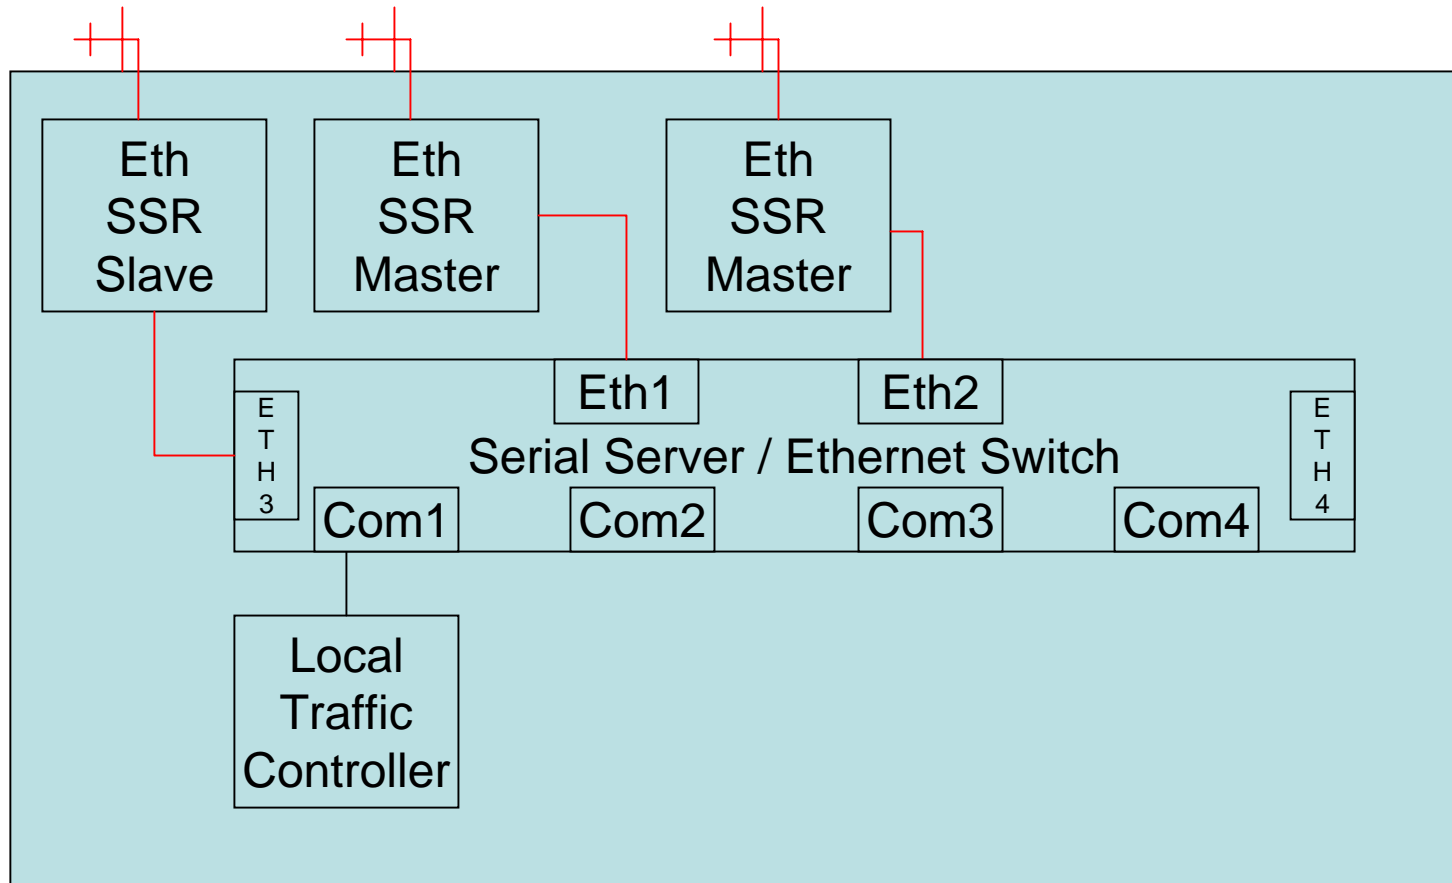 Eth
SSR
Slave
Eth
SSR
Master
Eth
SSR
Master
Eth1
Eth2
E
T
H
3
Serial Server / Ethernet Switch
E
T
H
4
Com1
Com2
Com3
Com4
Local
Traffic
Controller